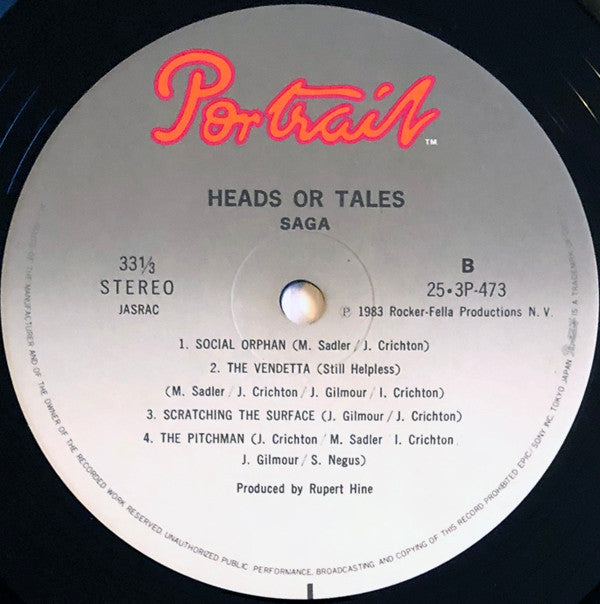 Portrait
TM
HEADS OR TALES
SAGA
33 1/3
STEREO
JASRAC
B
25•3P-473
Ⓟ 1983 Rocker-Fella Productions N. V.
1. SOCIAL ORPHAN (M. Sadler / J. Crichton)
2. THE VENDETTA (Still Helpless)
(M. Sadler / J. Crichton / J. Gilmour / I. Crichton)
3. SCRATCHING THE SURFACE (J. Gilmour / J. Crichton)
4. THE PITCHMAN (J. Crichton / M. Sadler / I. Crichton
J. Gilmour / S. Negus)
Produced by Rupert Hine
OF THE MANUFACTURER AND OF THE OWNER OF THE RECORDED WORK RESERVED. UNAUTHORIZED PUBLIC PERFORMANCE, BROADCASTING AND COPYING OF THIS RECORD PROHIBITED EPIC/SONY INC. TOKYO JAPAN IS A TRADEMARK OF